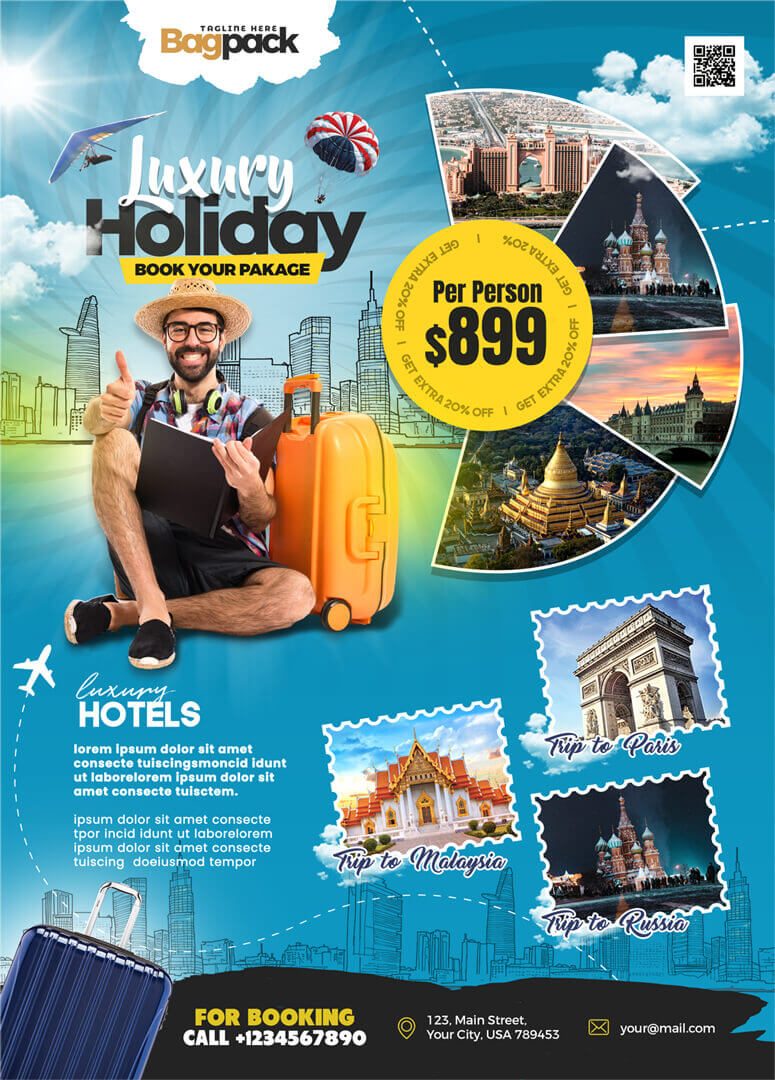 TAGLINE HERE
Bagpack
Luxury
Holiday
BOOK YOUR PAKAGE
GET EXTRA 20% OFF I GET EXTRA 20% OFF I GET EXTRA 20% OFF I GET EXTRA 20% I
Per Person
$899
luxury
HOTELS
lorem ipsum dolor sit amet
consecte tuiscingsmoncid idunt
ut laborelorem ipsum dolor sit
amet consecte tuisctem.
ipsum dolor sit amet consecte
tpor incid idunt ut laborelorem
ipsum dolor sit amet consecte
tuiscing doeiusmod tempor
Trip to Paris
Trip to Malaysia
Trip to Russia
FOR BOOKING
CALL +1234567890
123, Main Street,
Your City, USA 789453
your@mail.com